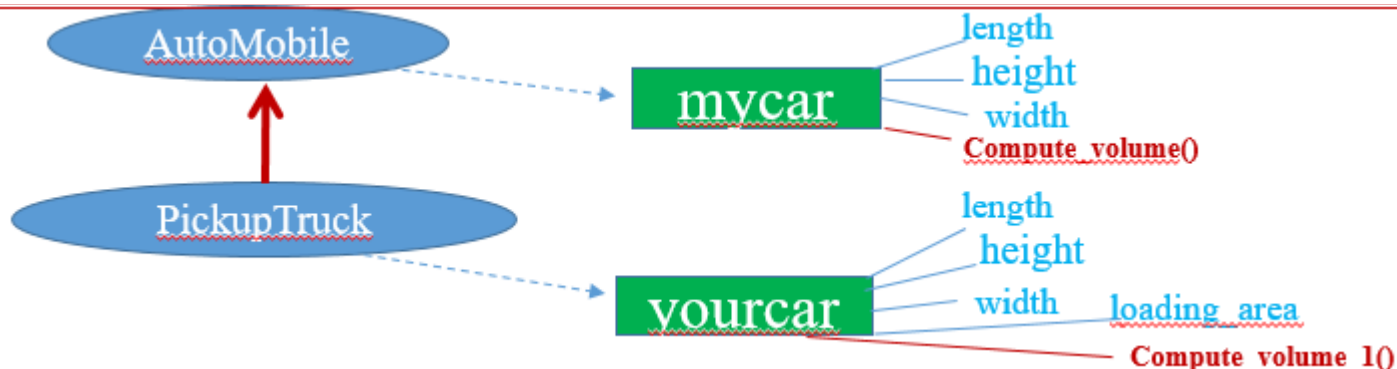 AutoMobile
length
height
mycar
width
Compute_volume()
PickupTruck
length
height
yourcar
width
loading_area
Compute_volume_1()